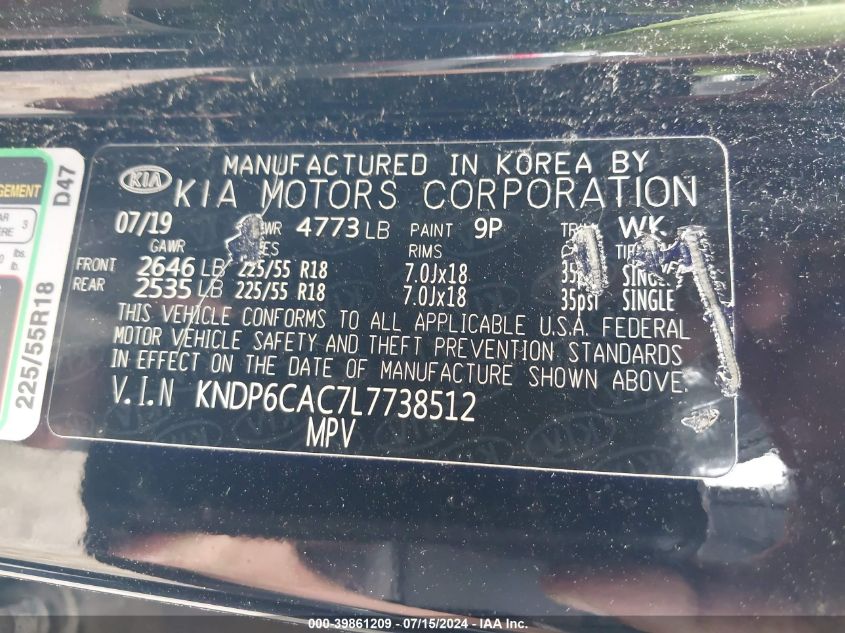 KIA
MANUFACTURED IN KOREA BY
KIA MOTORS CORPORATION
07/19 4773 LB PAINT 9P WK
GAWR RIMS
FRONT 2646 LB 225/55 R18 7.0Jx18
REAR 2535 LB 225/55 R18 7.0Jx18 35psi SINGLE
THIS VEHICLE CONFORMS TO ALL APPLICABLE U.S.A. FEDERAL
MOTOR VEHICLE SAFETY AND THEFT PREVENTION STANDARDS
IN EFFECT ON THE DATE OF MANUFACTURE SHOWN ABOVE.
V.I.N KNDP6CAC7L7738512
MPV
D47
225/55R18
3
lb.
000-39861209 - 07/15/2024 - IAA Inc.